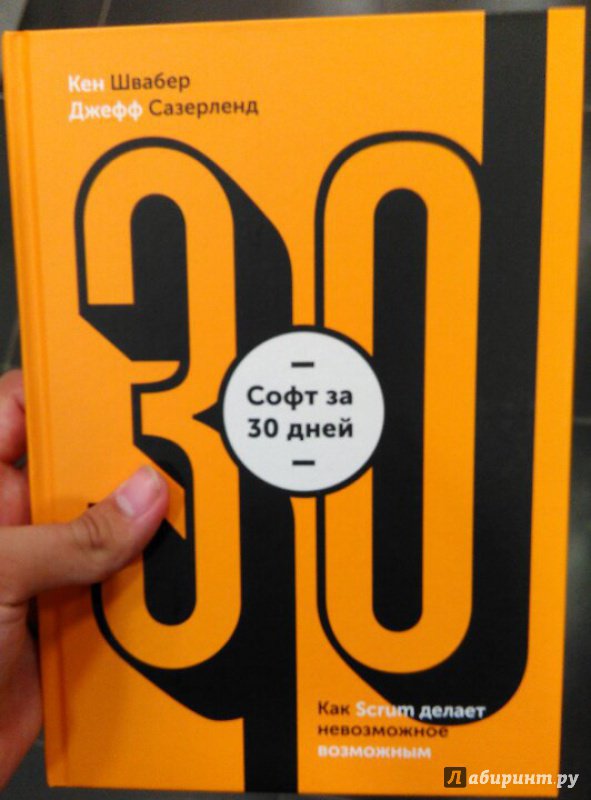 Кен Швабер
Джефф Сазерленд
30
Софт за
30 дней
Как Scrum делает
невозможное
возможным
Лабиринт.ру